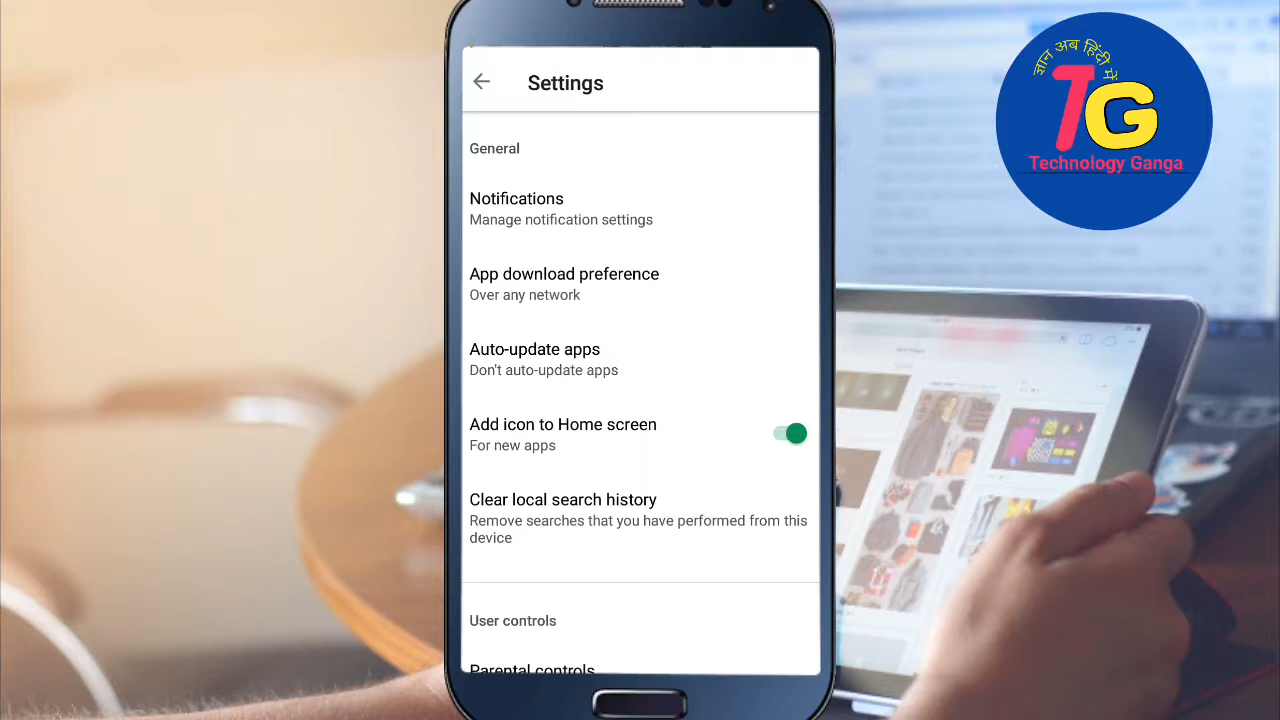 Settings
General
Notifications
Manage notification settings
App download preference
Over any network
Auto-update apps
Don't auto-update apps
Add icon to Home screen
For new apps
Clear local search history
Remove searches that you have performed from this
device
User controls
Parental controls
ज्ञान अब हिंदी में
TG
Technology Ganga